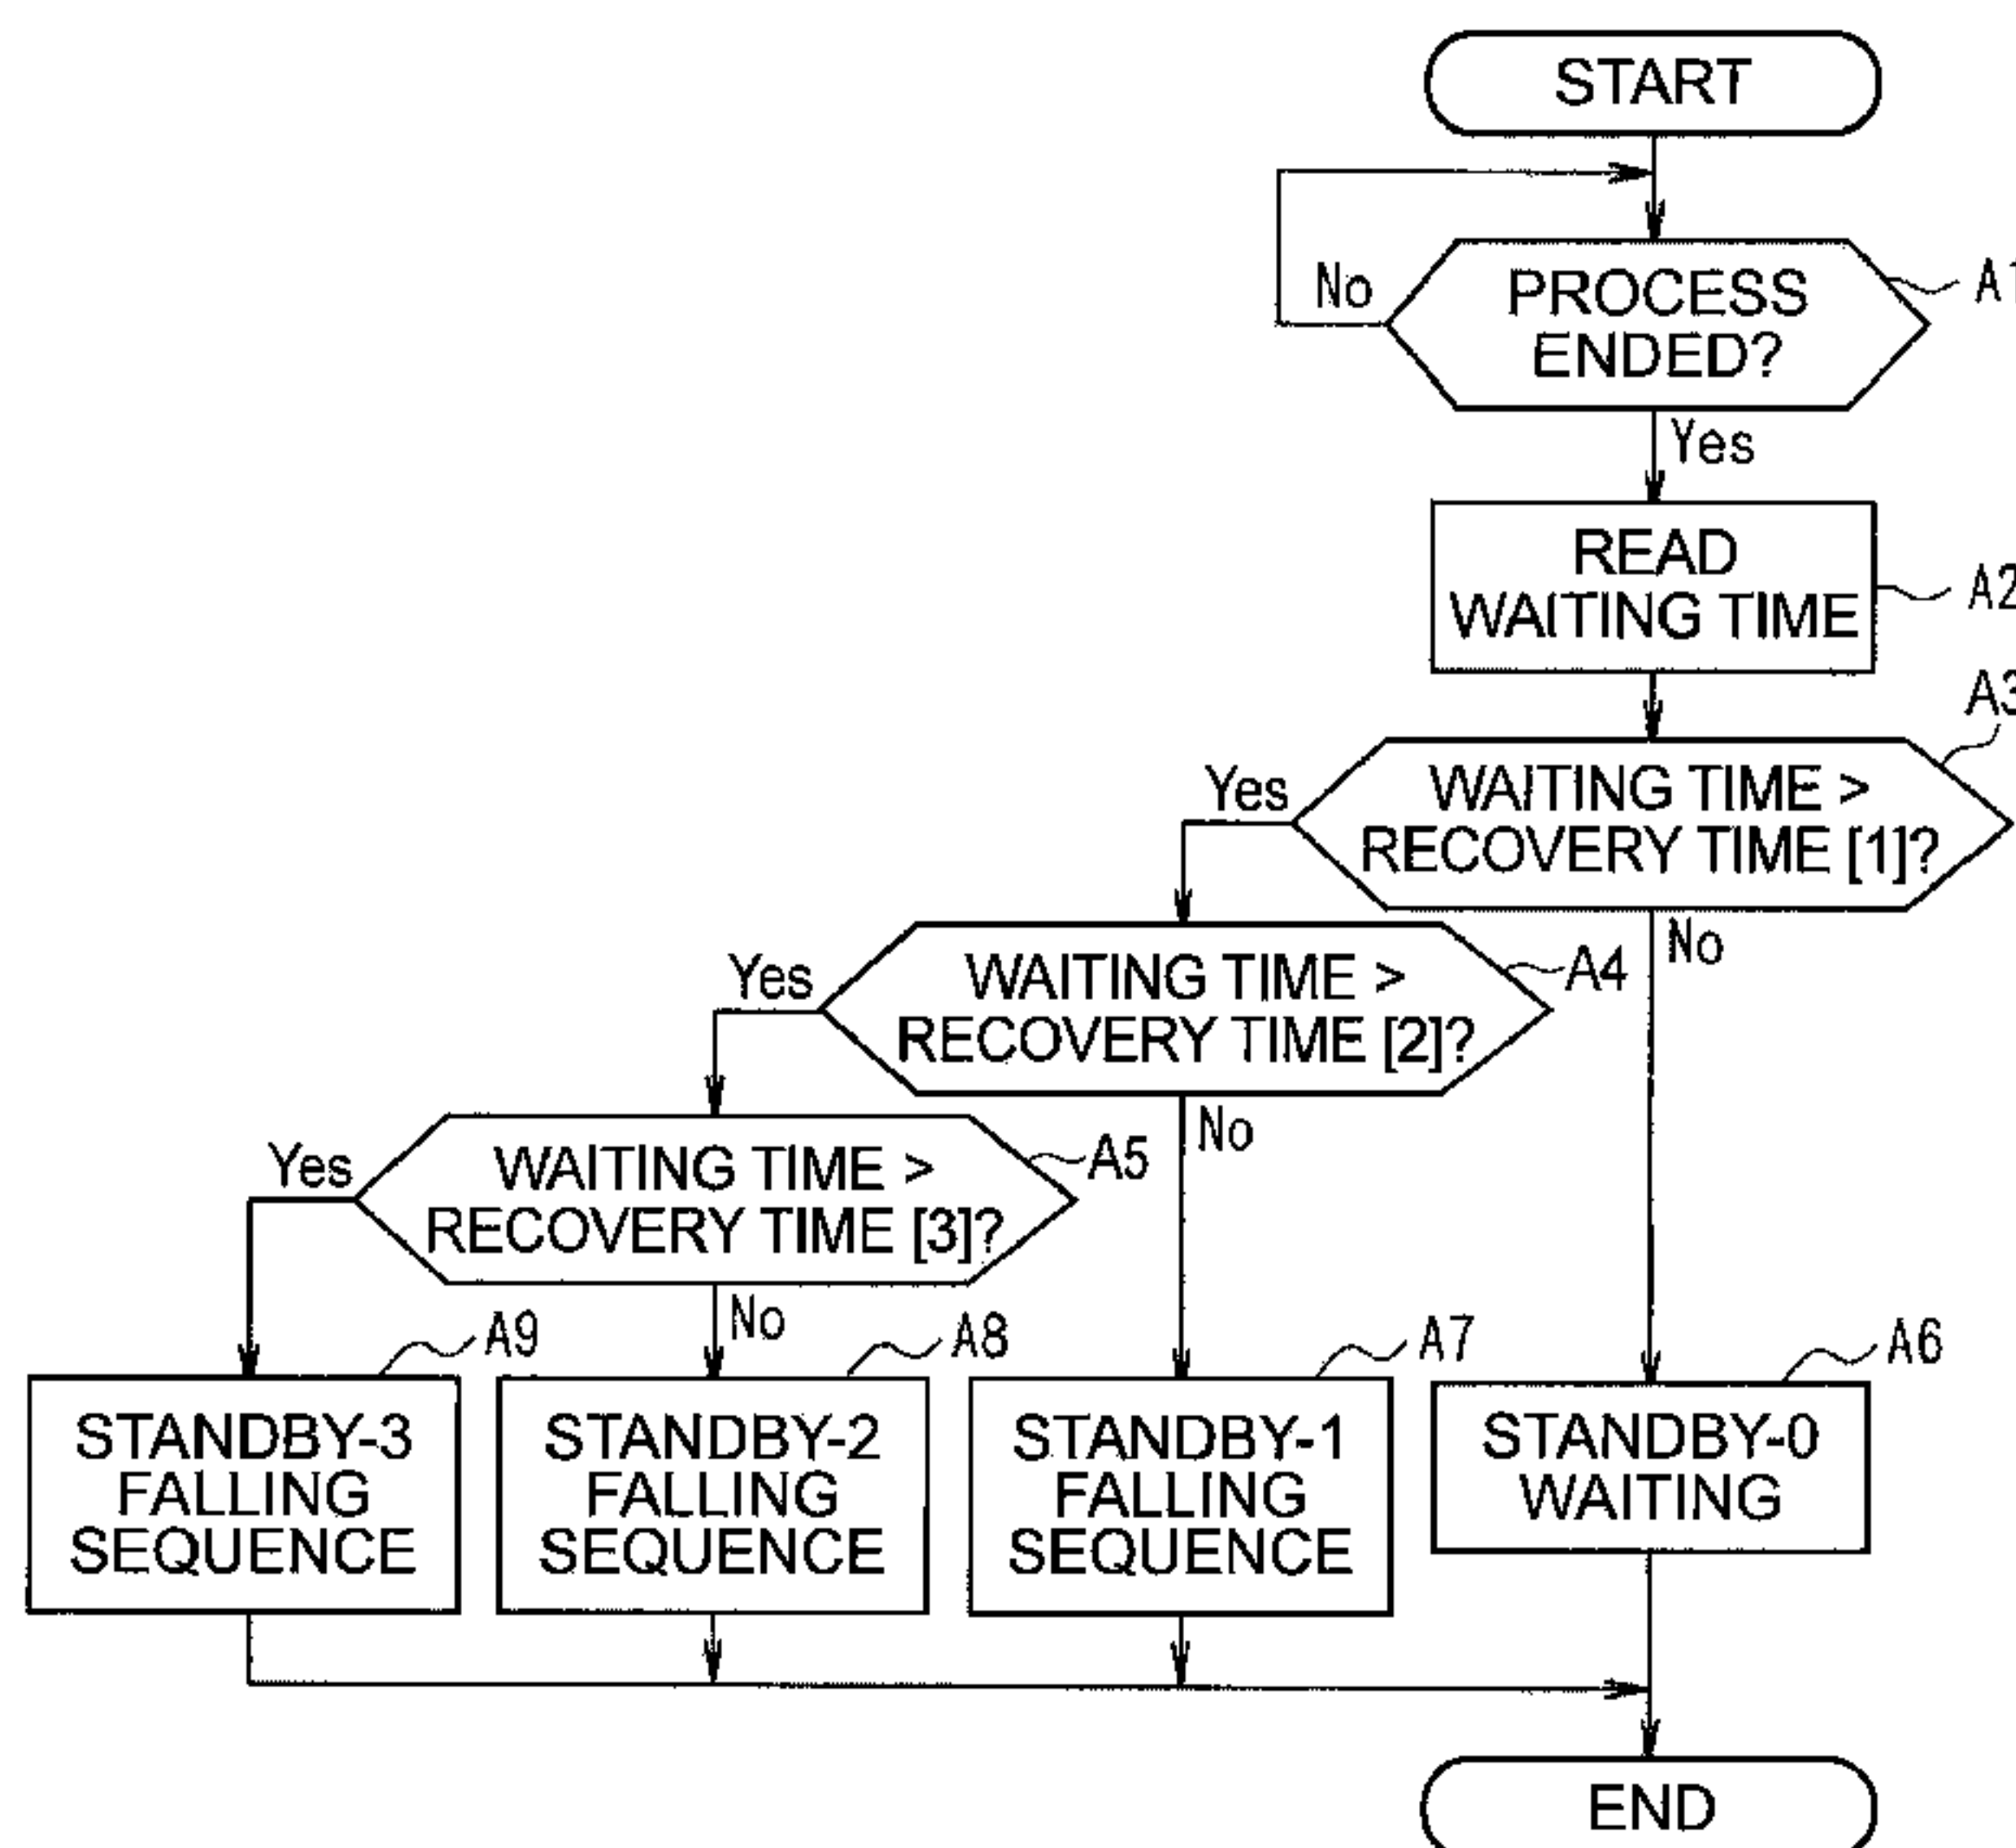 START
No
PROCESS
ENDED?
A1
Yes
READ
WAITING TIME
A2
A3
Yes
WAITING TIME >
RECOVERY TIME [1]?
No
Yes
WAITING TIME >
RECOVERY TIME [2]?
A4
No
Yes
WAITING TIME >
RECOVERY TIME [3]?
A5
No
A9
A8
A7
A6
STANDBY-3
FALLING
SEQUENCE
STANDBY-2
FALLING
SEQUENCE
STANDBY-1
FALLING
SEQUENCE
STANDBY-0
WAITING
END